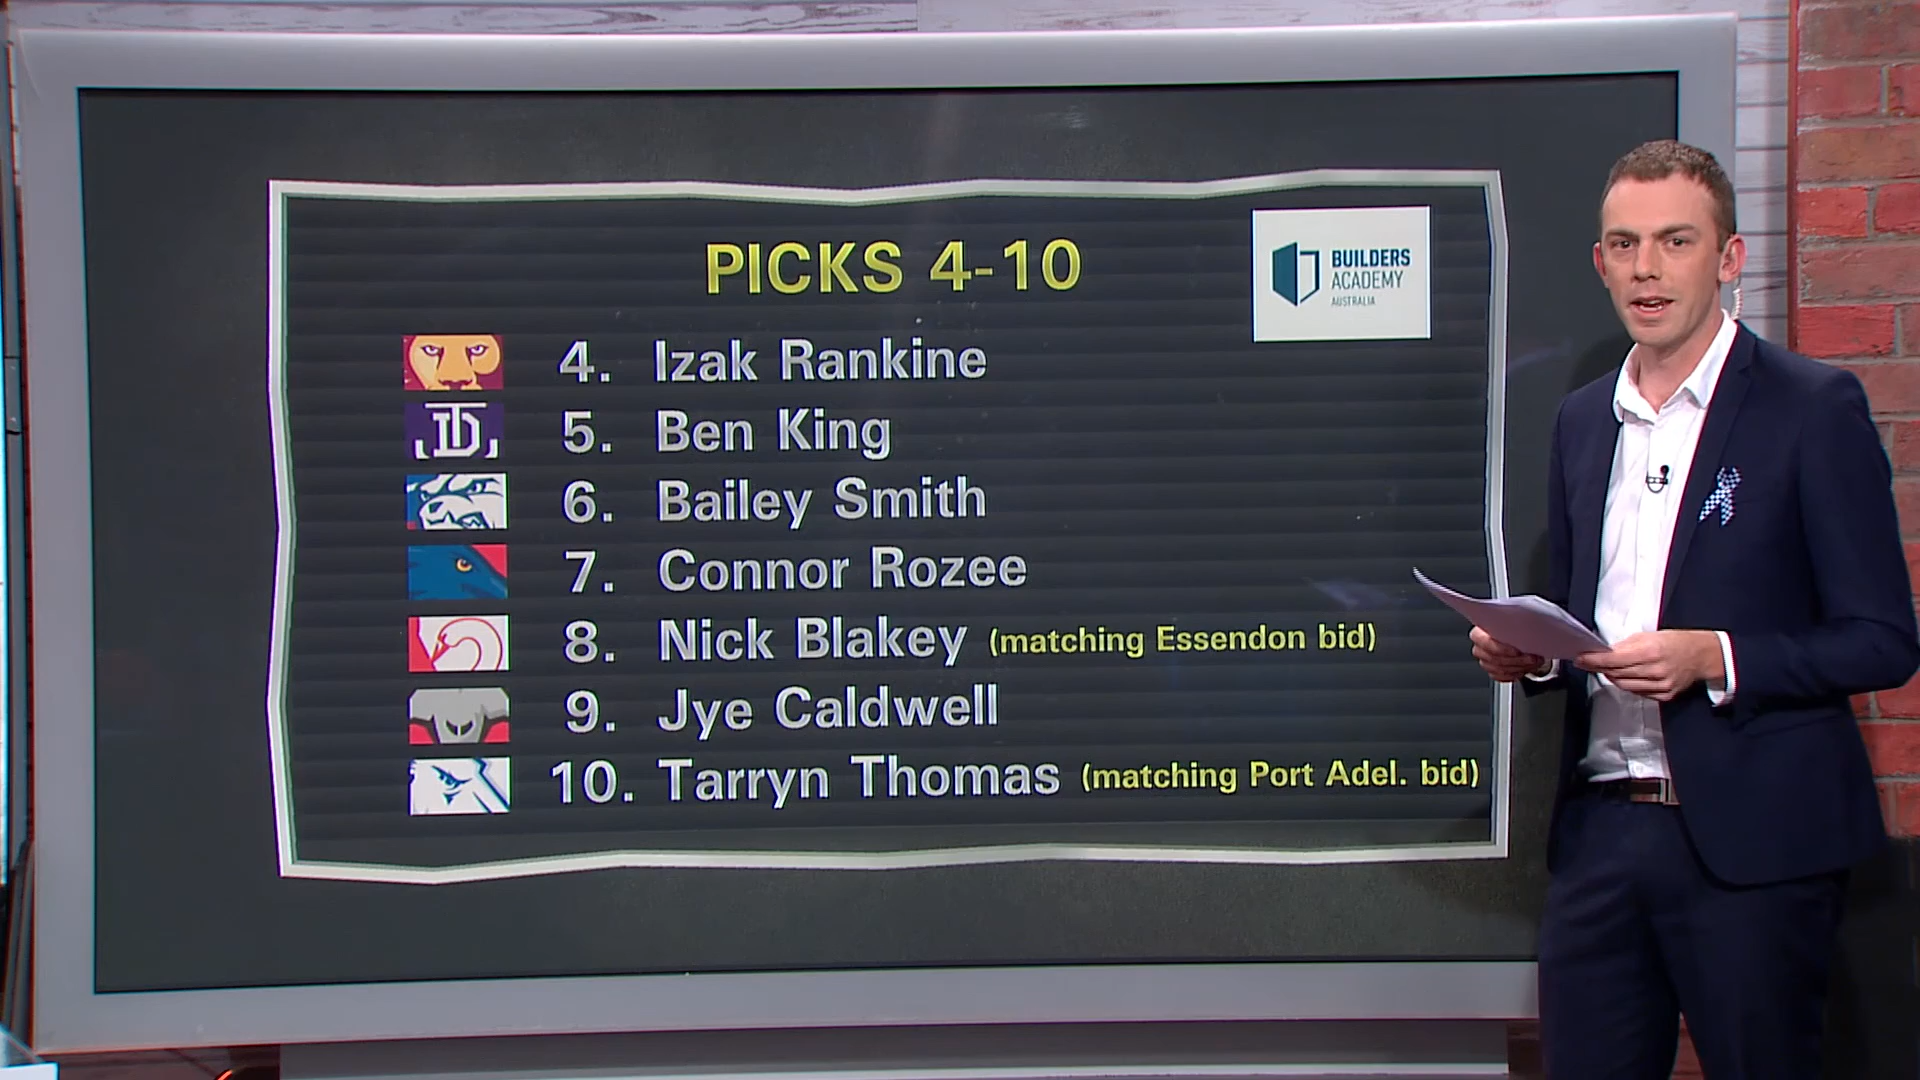 PICKS 4-10
BUILDERS
ACADEMY
AUSTRALIA
4. Izak Rankine
5. Ben King
6. Bailey Smith
7. Connor Rozee
8. Nick Blakey (matching Essendon bid)
9. Jye Caldwell
10. Tarryn Thomas (matching Port Adel. bid)